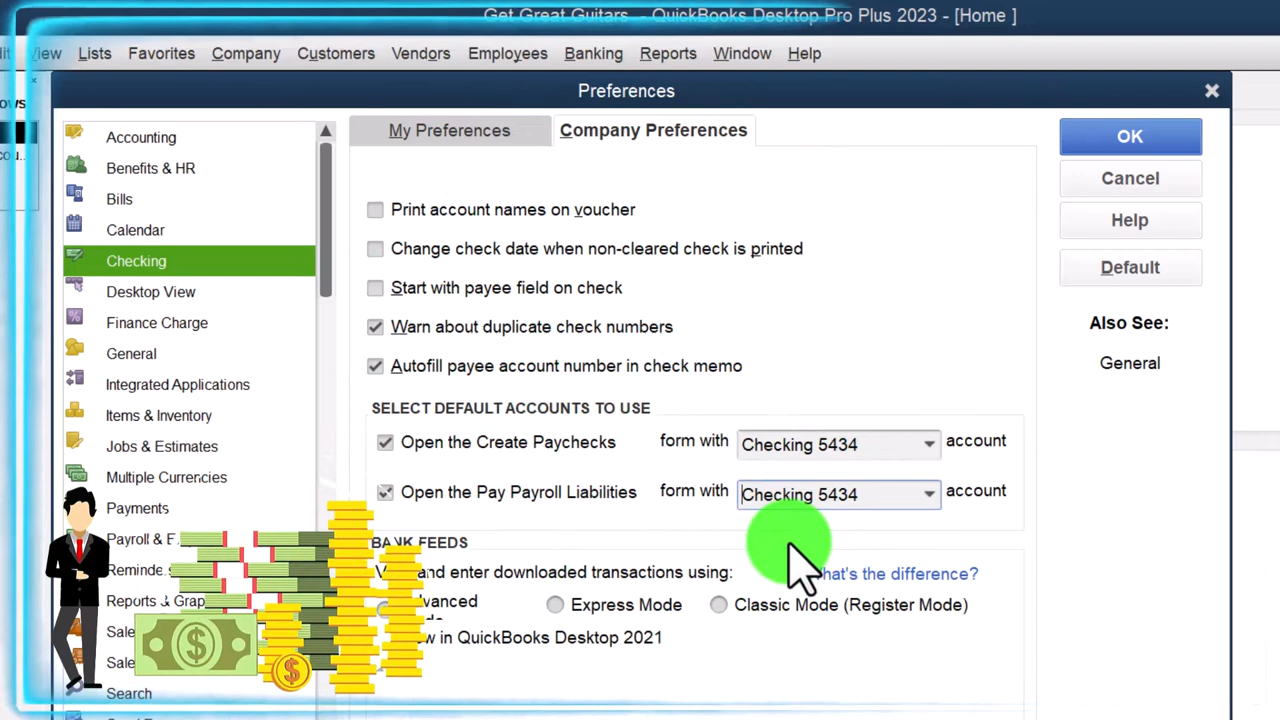 Get Great Guitars - QuickBooks Desktop Pro Plus 2023 - [Home ]
View Lists Favorites Company Customers Vendors Employees Banking Reports Window Help
Preferences
My Preferences Company Preferences
Accounting
Benefits & HR
Bills
Calendar
Checking
Desktop View
Finance Charge
General
Integrated Applications
Items & Inventory
Jobs & Estimates
Multiple Currencies
Payments
Payroll & E
Reminde
Reports & Grap
Sale
Sale
Search
Print account names on voucher
Change check date when non-cleared check is printed
Start with payee field on check
Warn about duplicate check numbers
Autofill payee account number in check memo
SELECT DEFAULT ACCOUNTS TO USE
Open the Create Paychecks form with Checking 5434 account
Open the Pay Payroll Liabilities form with Checking 5434 account
BANK FEEDS
and enter downloaded transactions using: hat's the difference?
dvanced
Express Mode Classic Mode (Register Mode)
w in QuickBooks Desktop 2021
OK
Cancel
Help
Default
Also See:
General